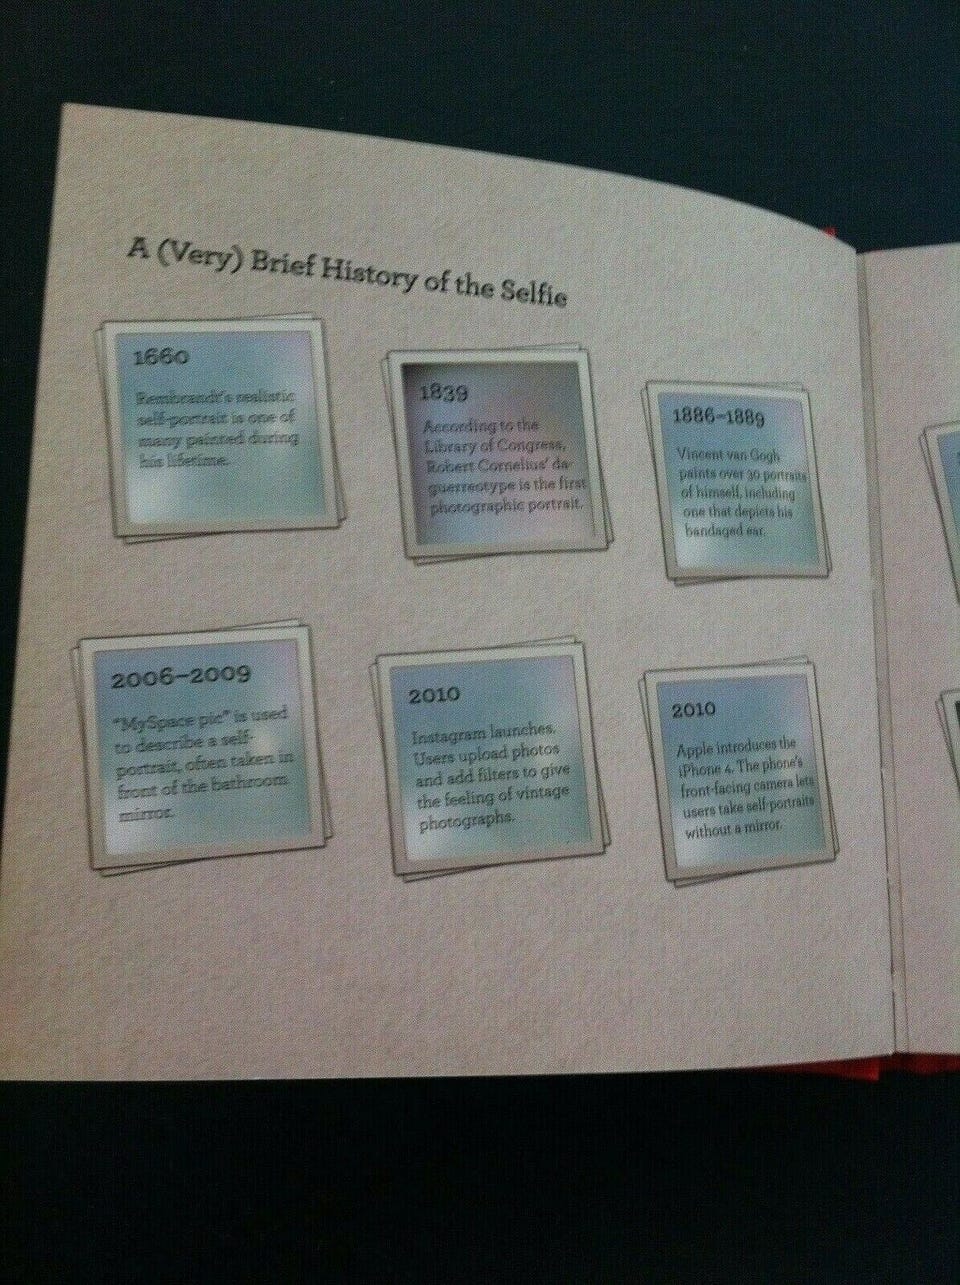 A (Very) Brief History of the Selfie
1660
Rembrandt's realistic
self-portrait is one of
many painted during
his lifetime.
1839
According to the
Library of Congress,
Robert Cornelius' da-
guerreotype is the first
photographic portrait.
1886–1889
Vincent van Gogh
paints over 30 portraits
of himself, including
one that depicts his
bandaged ear.
2006–2009
"MySpace pic" is used
to describe a self-
portrait, often taken in
front of the bathroom
mirror.
2010
Instagram launches.
Users upload photos
and add filters to give
the feeling of vintage
photographs.
2010
Apple introduces the
iPhone 4. The phone's
front-facing camera lets
users take self-portraits
without a mirror.